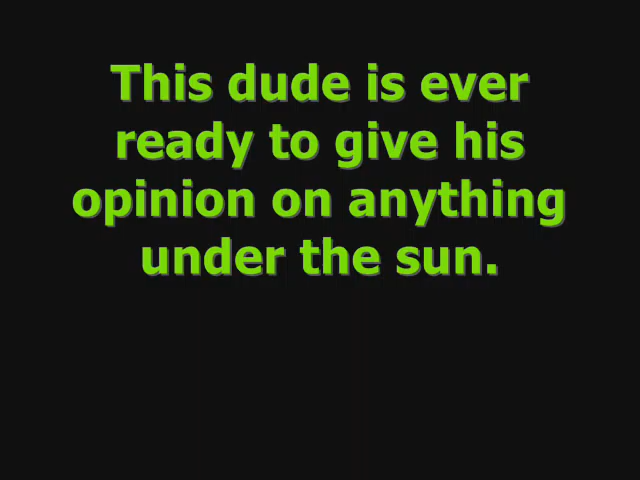 This dude is ever
ready to give his
opinion on anything
under the sun.